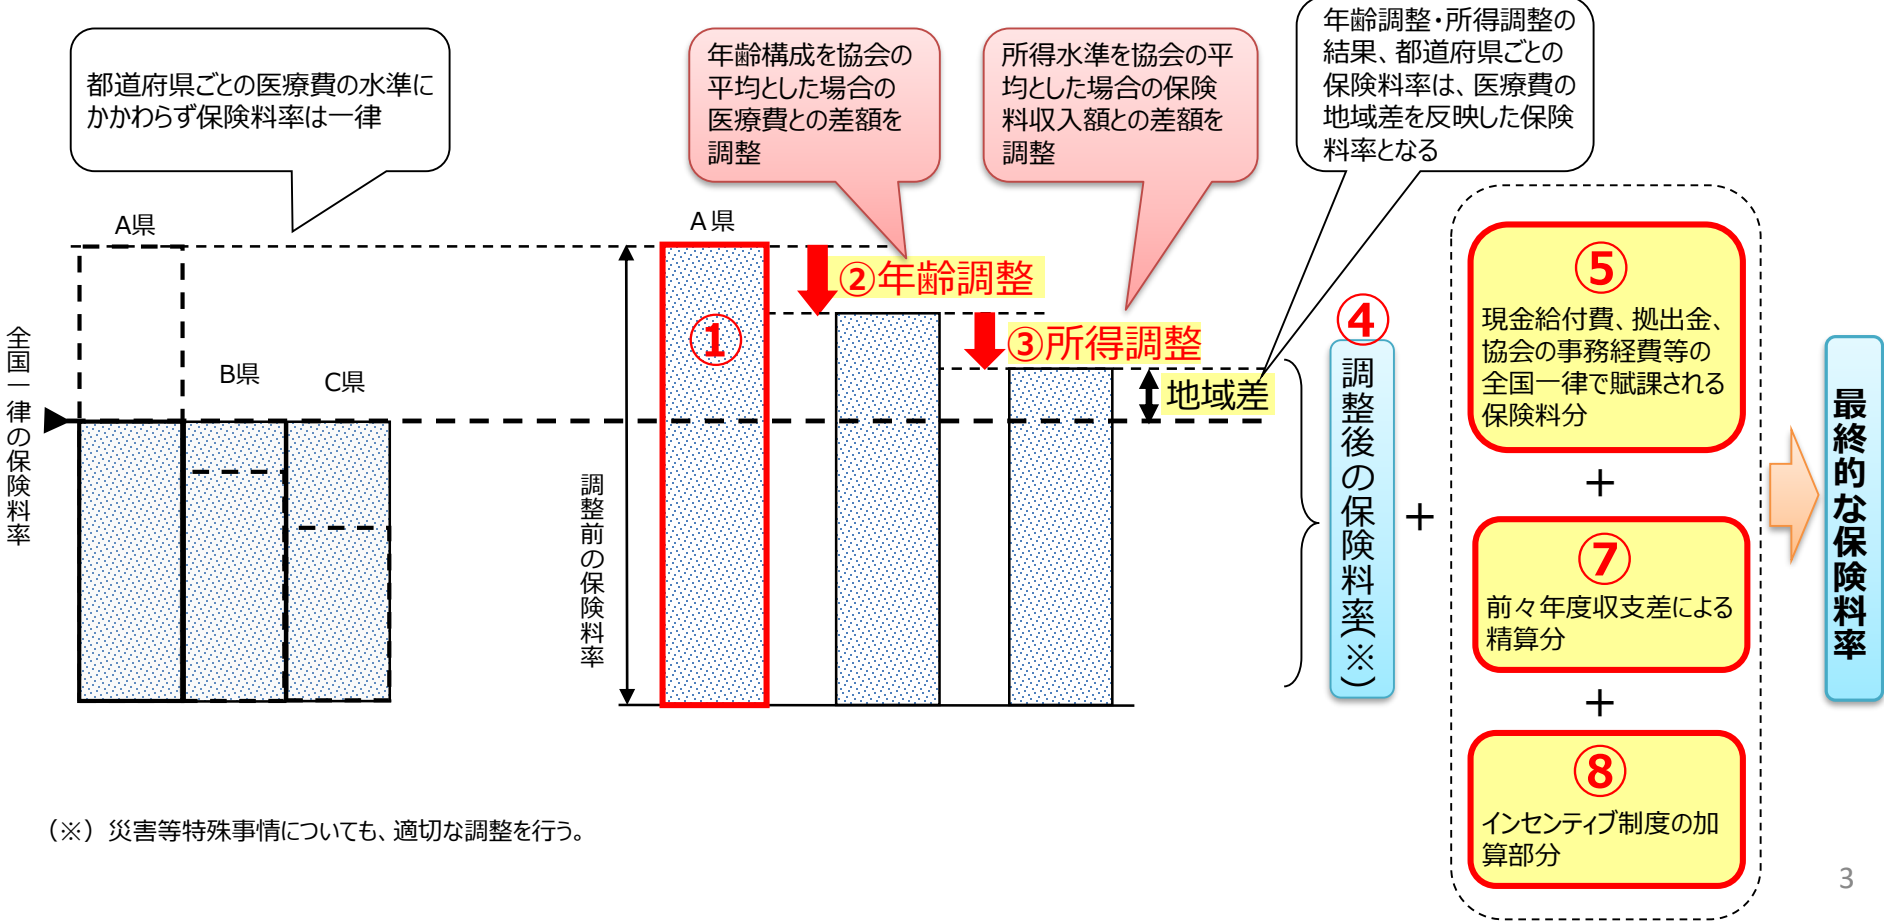 都道府県ごとの医療費の水準に
かかわらず保険料率は一律
年齢構成を協会の
平均とした場合の
医療費との差額を
調整
所得水準を協会の平
均とした場合の保険
料収入額との差額を
調整
年齢調整・所得調整の
結果、都道府県ごとの
保険料率は、医療費の
地域差を反映した保険
料率となる
A県
B県
C県
全国一律の保険料率
A県
①
②年齢調整
③所得調整
地域差
調整前の保険料率
④
調整後の保険料率(※)
+
⑤
現金給付費、拠出金、
協会の事務経費等の
全国一律で賦課される
保険料分
+
⑦
前々年度収支差による
精算分
+
⑧
インセンティブ制度の加
算部分
最終的な保険料率
（※）災害等特殊事情についても、適切な調整を行う。
3